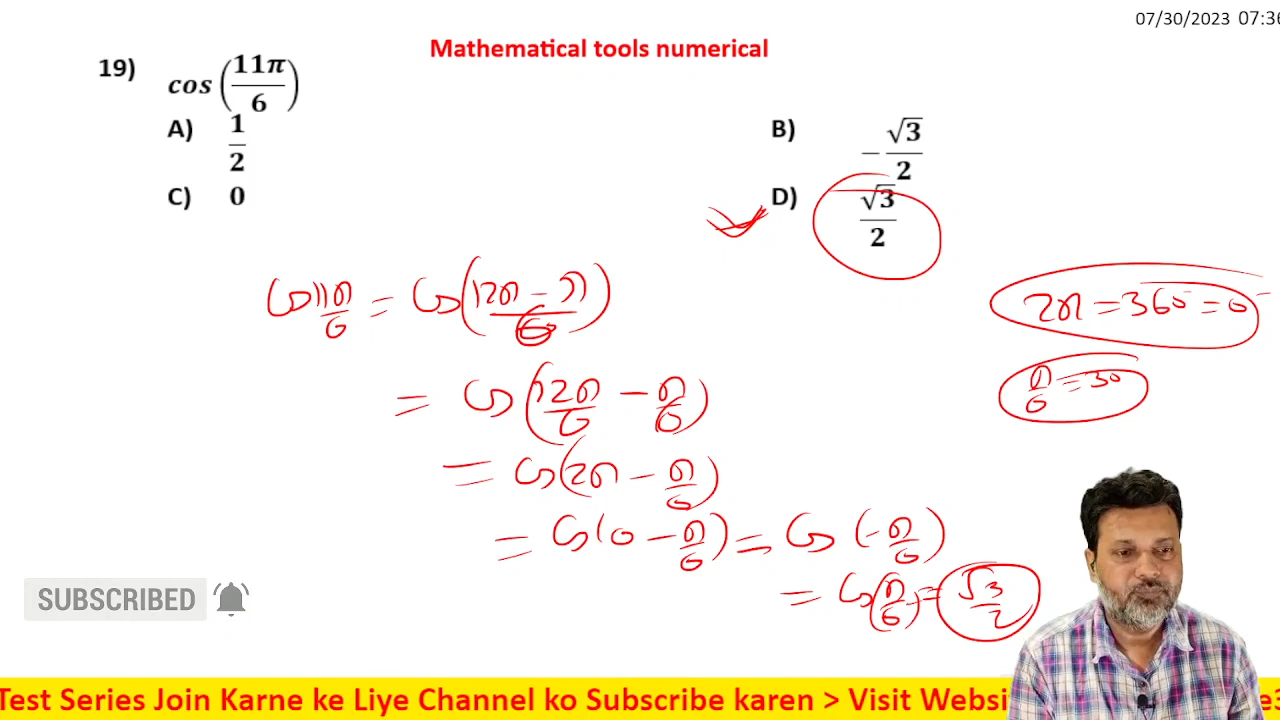 07/30/2023 07:36
Mathematical tools numerical
19) cos (11π/6)
A) 1/2
B) − √3/2
C) 0
D) √3/2
Cos 11π/6 = Cos (12π − π / 6)
2π = 360° = 0°
= Cos (12π/6 − π/6)
π/6 = 30
= Cos (2π − π/6)
= Cos (0 − π/6) = Cos (−π/6)
= Cos (π/6) = √3/2
SUBSCRIBED
Test Series Join Karne ke Liye Channel ko Subscribe karen > Visit Websi